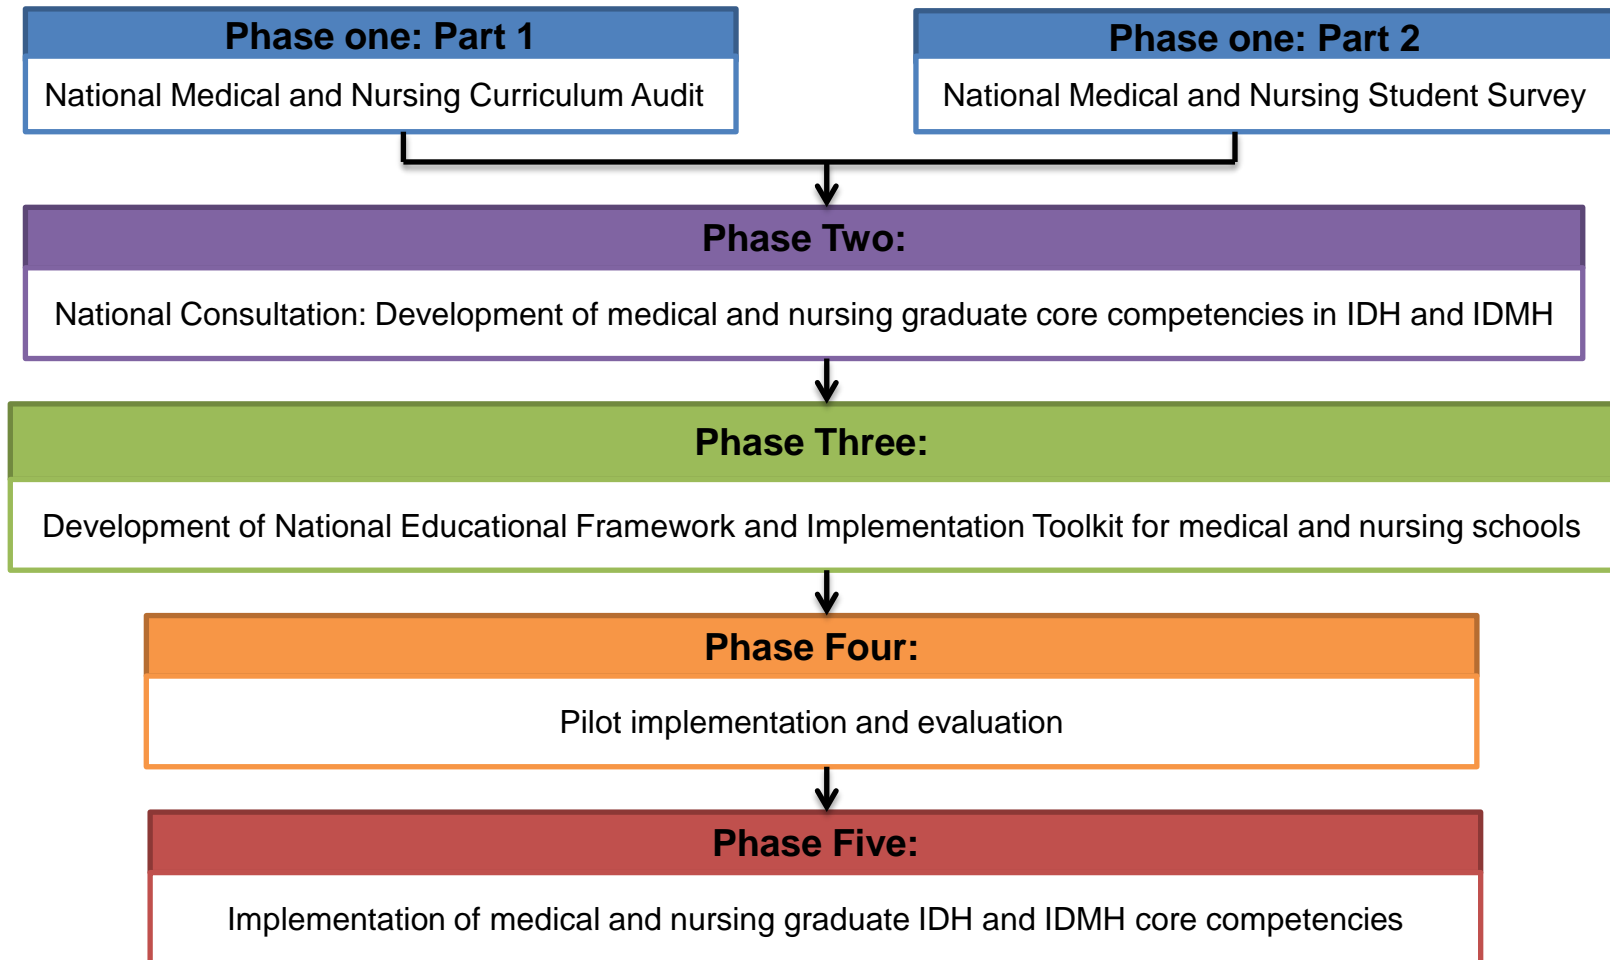 Phase one: Part 1
National Medical and Nursing Curriculum Audit
Phase one: Part 2
National Medical and Nursing Student Survey
Phase Two:
National Consultation: Development of medical and nursing graduate core competencies in IDH and IDMH
Phase Three:
Development of National Educational Framework and Implementation Toolkit for medical and nursing schools
Phase Four:
Pilot implementation and evaluation
Phase Five:
Implementation of medical and nursing graduate IDH and IDMH core competencies